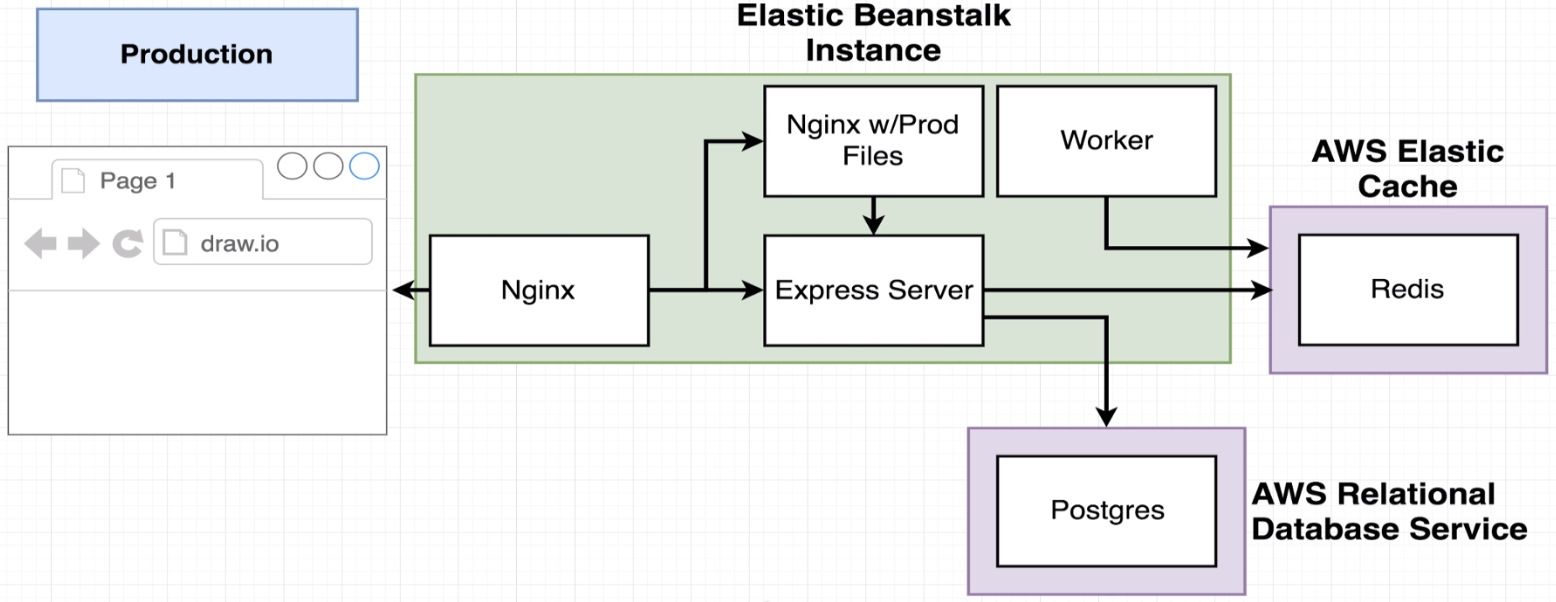 Production
Elastic Beanstalk
Instance
Page 1
draw.io
Nginx w/Prod
Files
Worker
AWS Elastic
Cache
Nginx
Express Server
Redis
Postgres
AWS Relational
Database Service